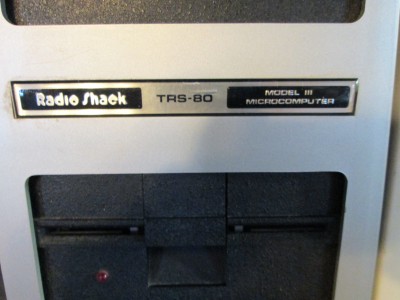 Radio Shack TRS-80 MODEL III
MICROCOMPUTER